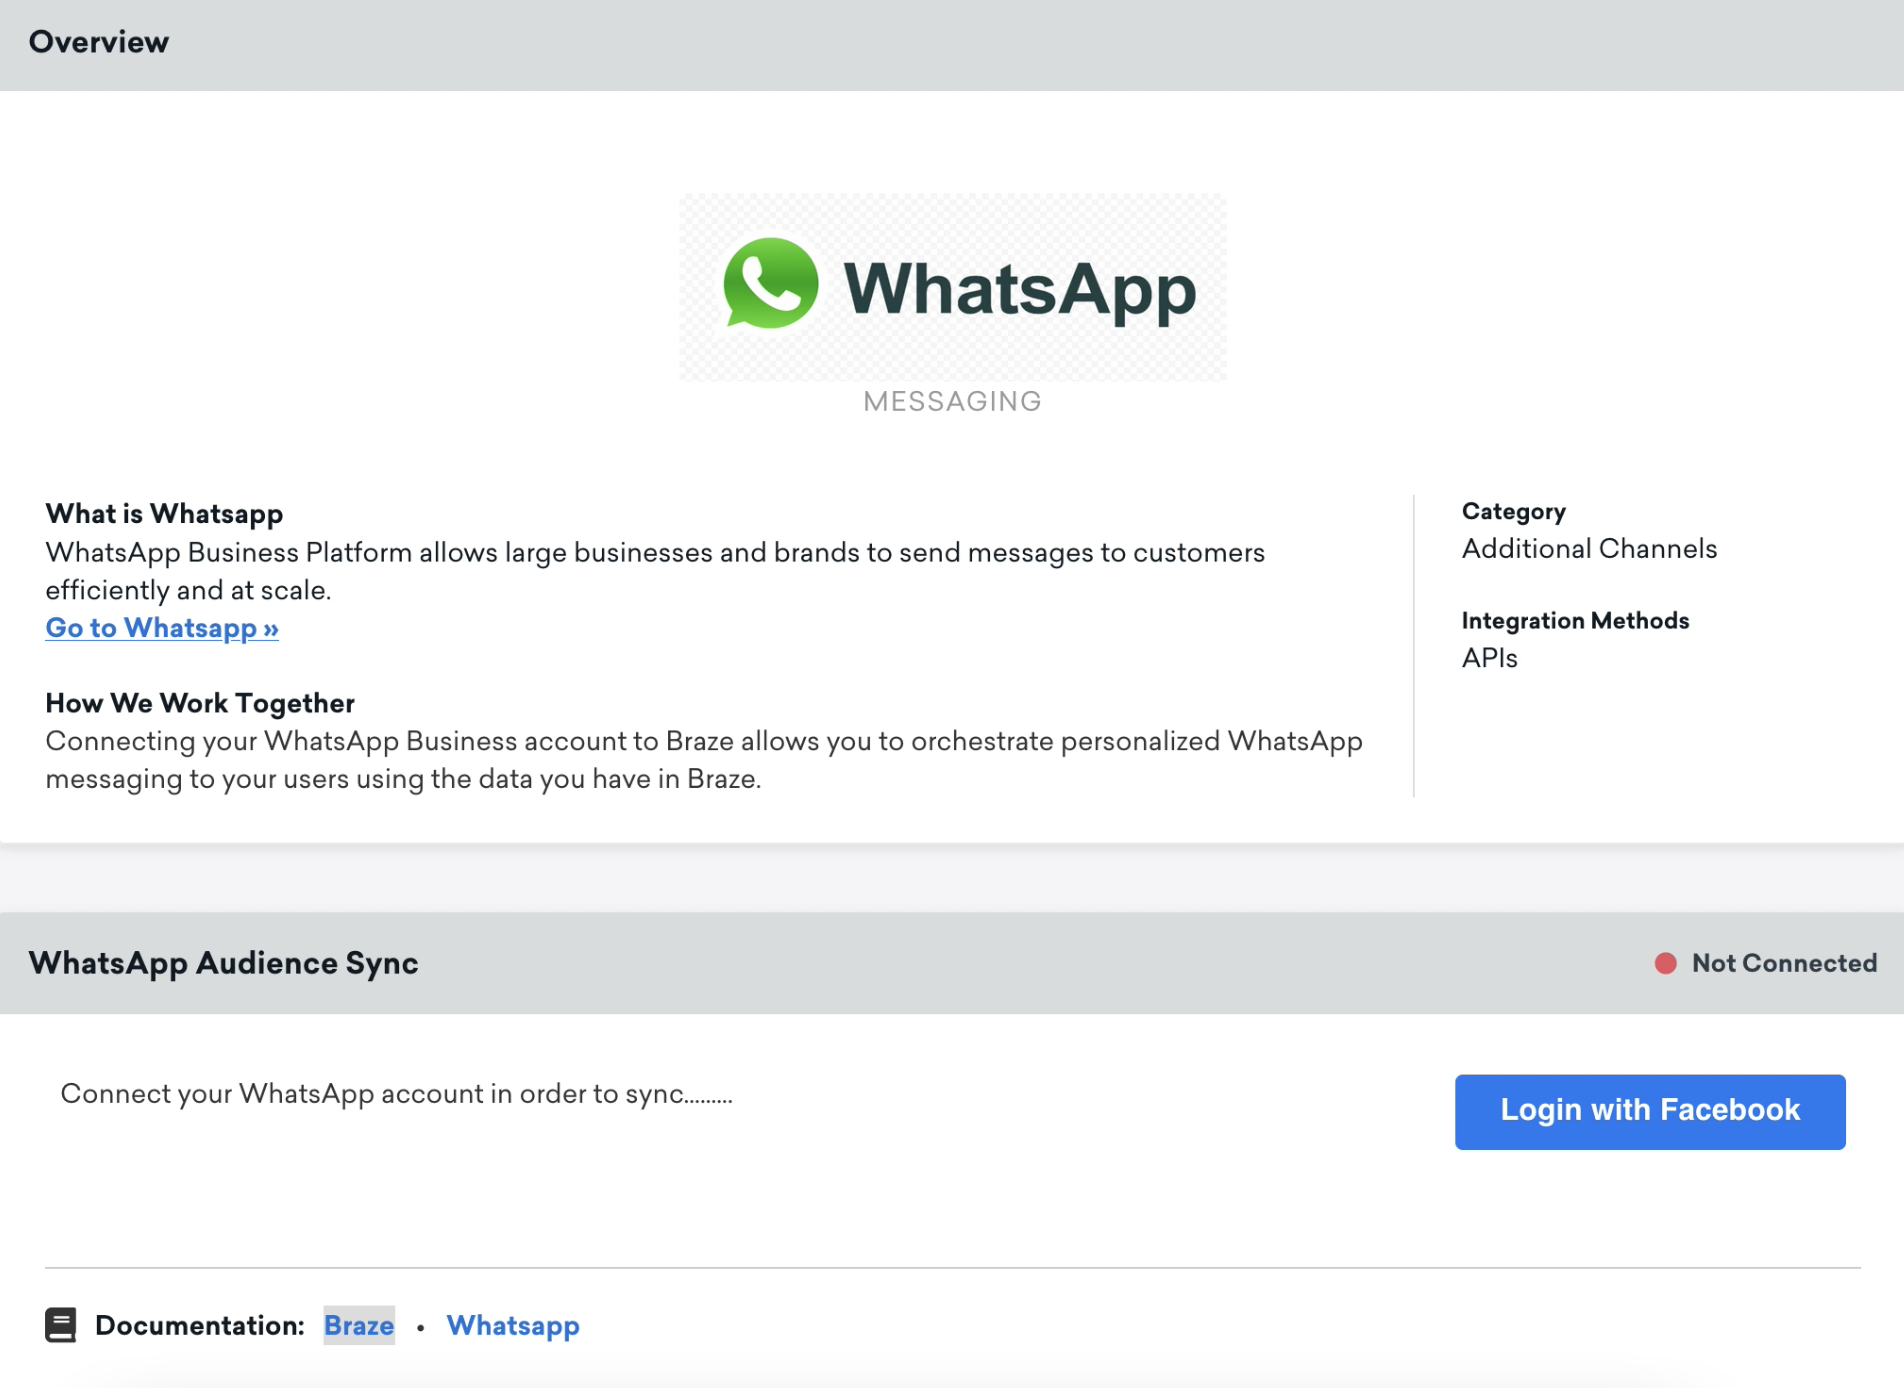 Overview
WhatsApp
MESSAGING
What is Whatsapp
WhatsApp Business Platform allows large businesses and brands to send messages to customers
efficiently and at scale.
Go to Whatsapp »
How We Work Together
Connecting your WhatsApp Business account to Braze allows you to orchestrate personalized WhatsApp
messaging to your users using the data you have in Braze.
Category
Additional Channels
Integration Methods
APIs
WhatsApp Audience Sync
Not Connected
Connect your WhatsApp account in order to sync.........
Login with Facebook
Documentation: Braze • Whatsapp